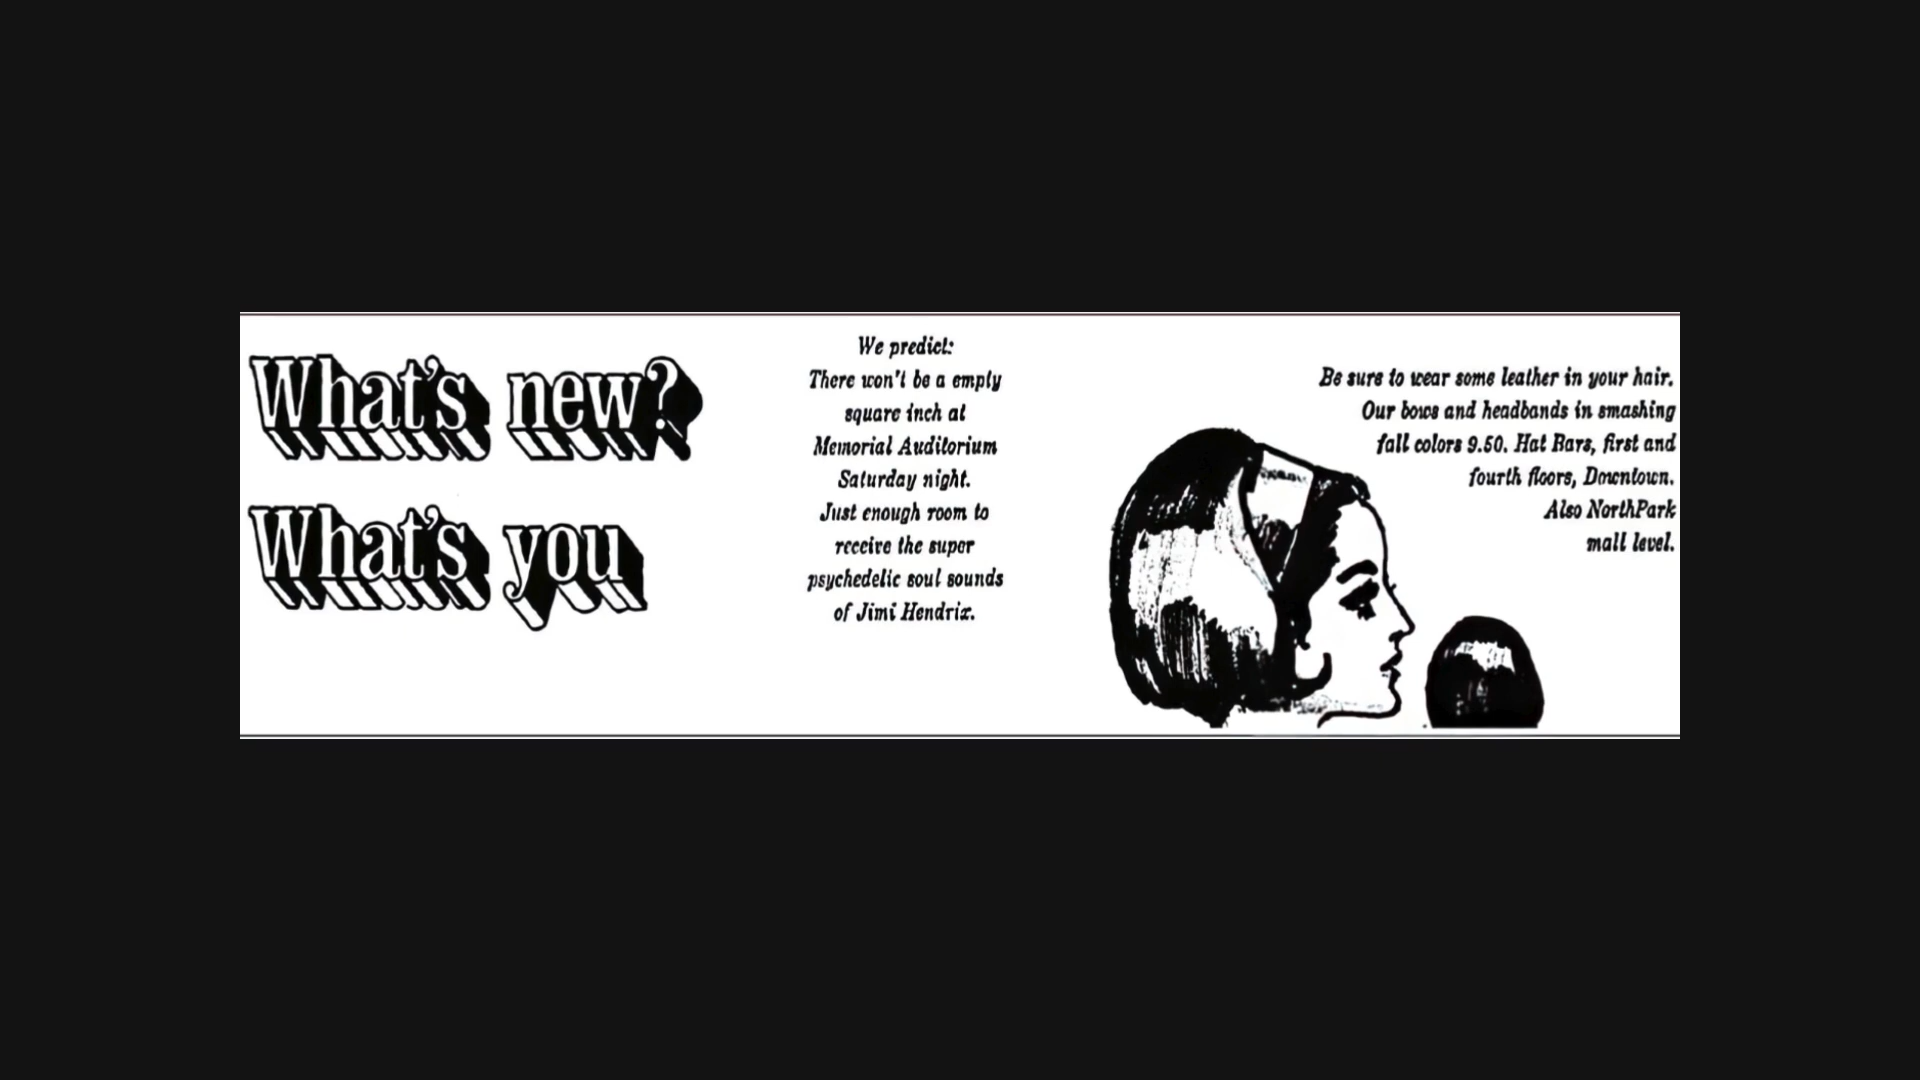 What's new?
What's you
We predict:
There won't be a empty
square inch at
Memorial Auditorium
Saturday night.
Just enough room to
receive the super
psychedelic soul sounds
of Jimi Hendrix.
Be sure to wear some leather in your hair.
Our bows and headbands in smashing
fall colors 9.50. Hat Bars, first and
fourth floors, Downtown.
Also NorthPark
mall level.